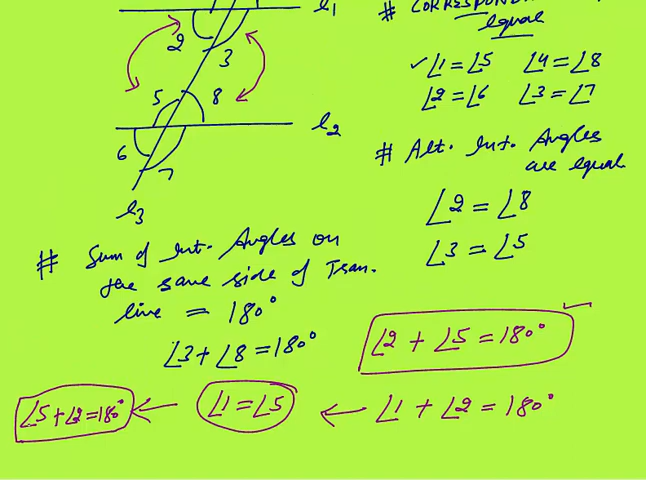 l1
2
3
5
8
l2
6
7
l3
# CORRESPOND
equal
✓∠1=∠5 ∠4=∠8
∠2=∠6 ∠3=∠7
# Alt. Int. Angles
are equal
∠2=∠8
∠3=∠5
# Sum of Int. Angles on
the same side of Tran.
line = 180°
∠3+∠8=180°
∠2+∠5=180°
∠5+∠2=180° ← ∠1=∠5 ← ∠1+∠2=180°